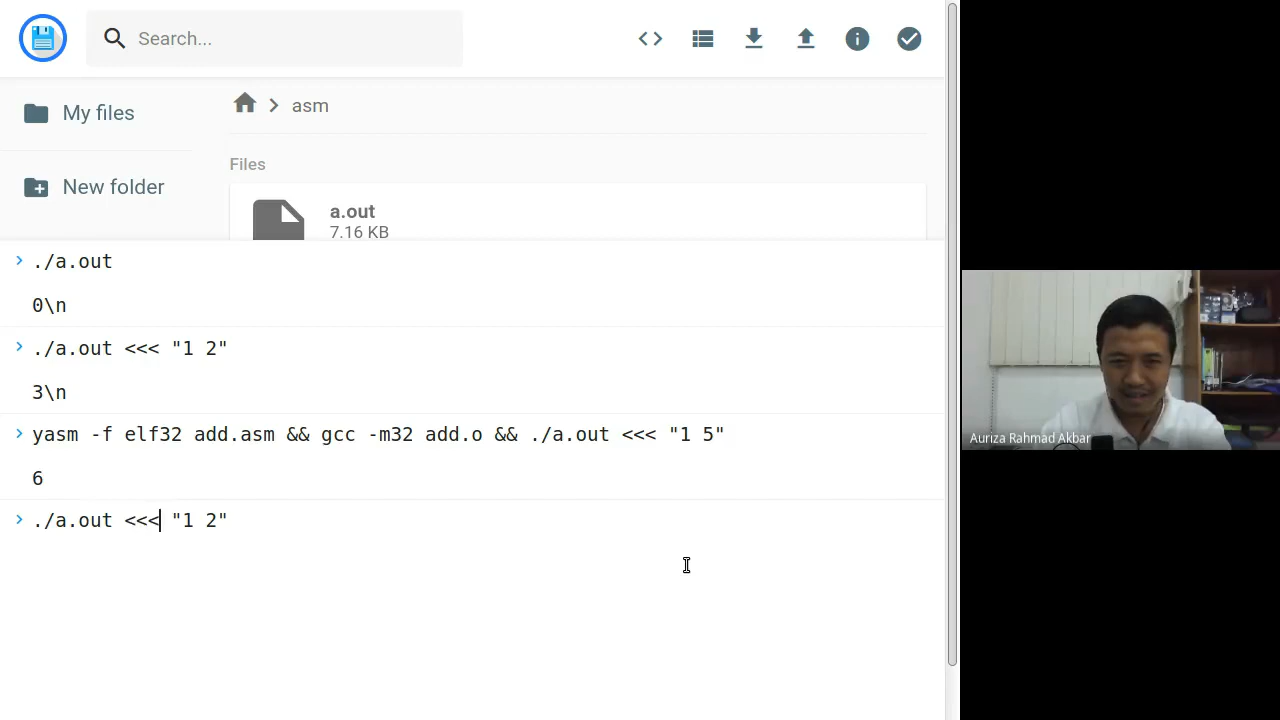 Search...
My files
asm
New folder
Files
a.out
7.16 KB
./a.out
0\n
./a.out <<< "1 2"
3\n
yasm -f elf32 add.asm && gcc -m32 add.o && ./a.out <<< "1 5"
6
./a.out <<< "1 2"
Auriza Rahmad Akbar